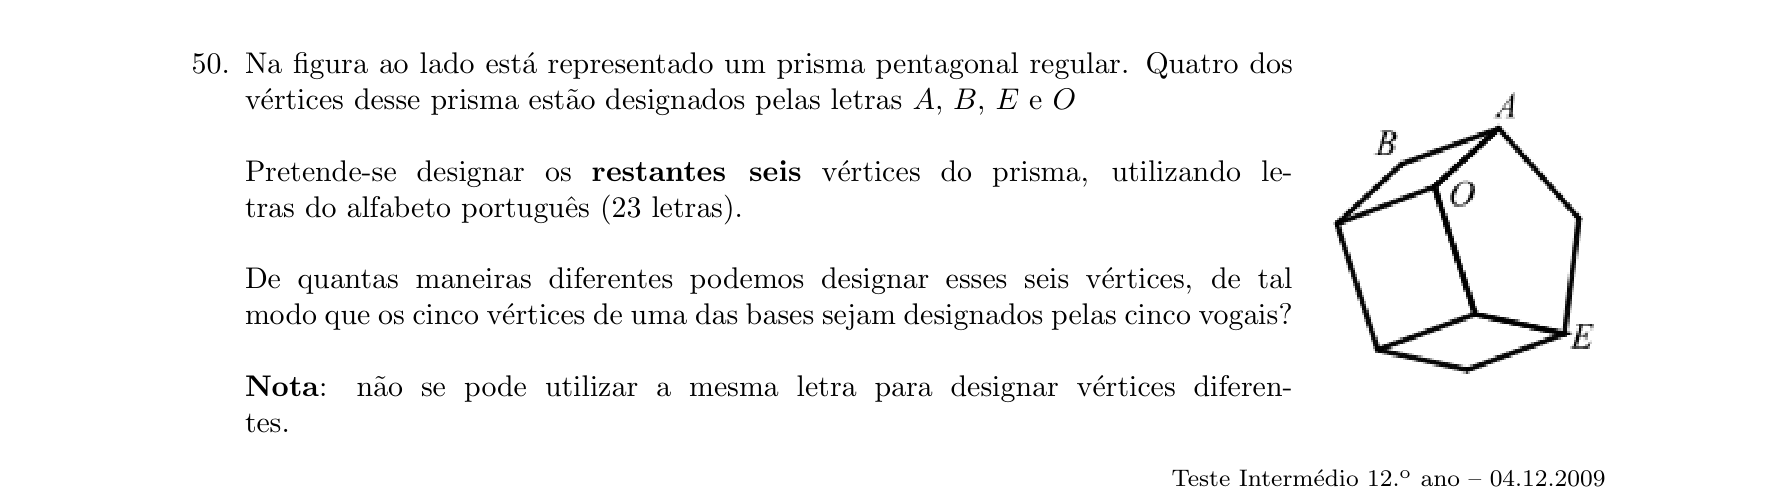 50. Na figura ao lado está representado um prisma pentagonal regular. Quatro dos
vértices desse prisma estão designados pelas letras A, B, E e O
Pretende-se designar os restantes seis vértices do prisma, utilizando le-
tras do alfabeto português (23 letras).
De quantas maneiras diferentes podemos designar esses seis vértices, de tal
modo que os cinco vértices de uma das bases sejam designados pelas cinco vogais?
Nota: não se pode utilizar a mesma letra para designar vértices diferen-
tes.
A
B
O
E
Teste Intermédio 12.º ano – 04.12.2009